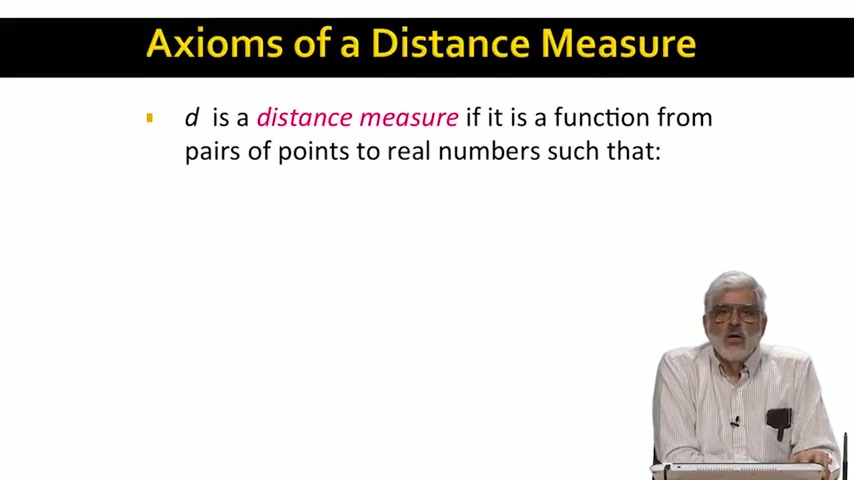 Axioms of a Distance Measure
d is a distance measure if it is a function from
pairs of points to real numbers such that: